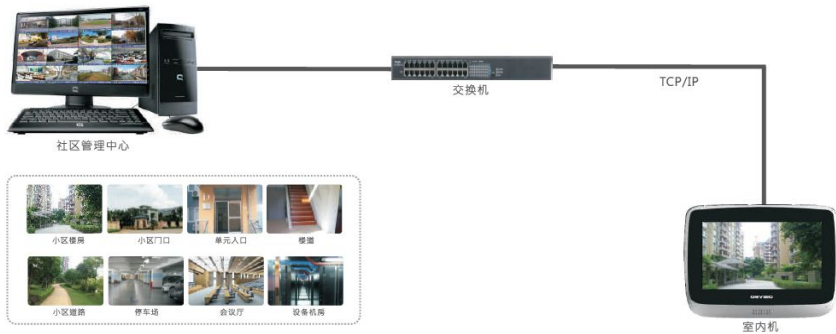 交换机
TCP/IP
社区管理中心
小区楼房
小区门口
单元入口
楼道
小区道路
停车场
会议厅
设备机房
室内机